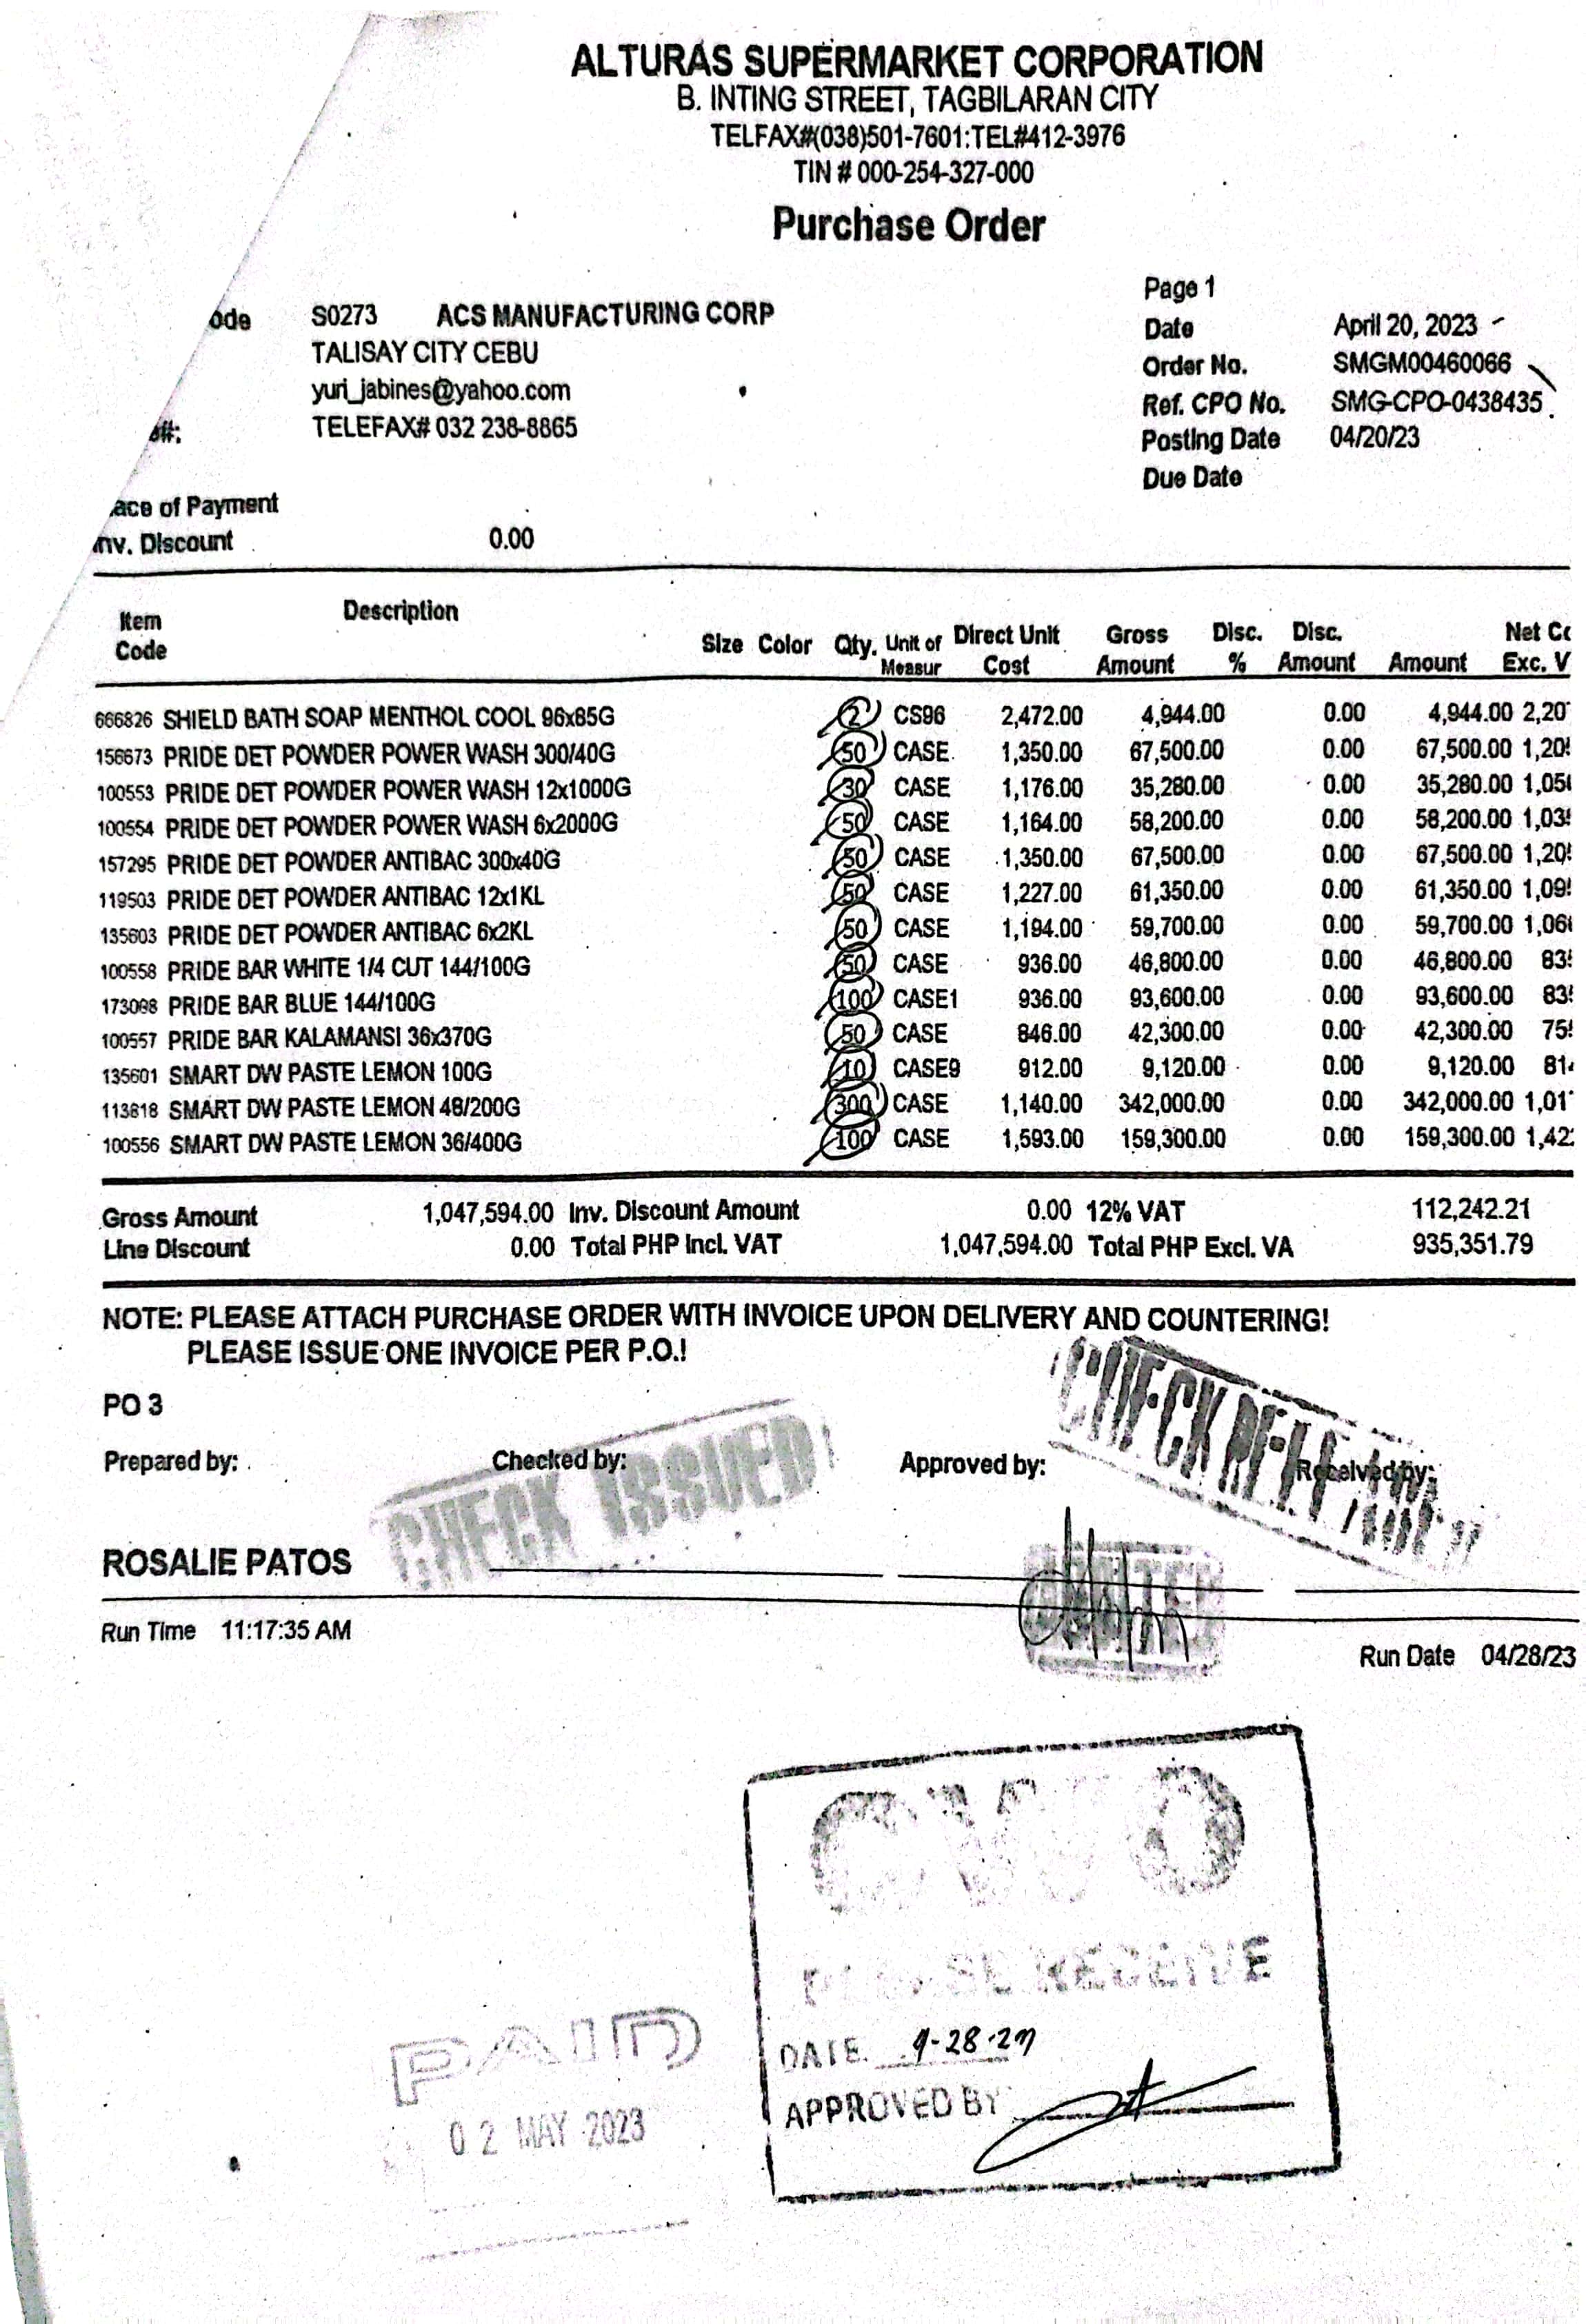 ALTURAS SUPERMARKET CORPORATION
B. INTING STREET, TAGBILARAN CITY
TELFAX#(038)501-7601:TEL#412-3976
TIN # 000-254-327-000
Purchase Order
Page 1
ode S0273 ACS MANUFACTURING CORP
Date April 20, 2023
TALISAY CITY CEBU
Order No. SMGM00460066
yuri_jabines@yahoo.com
Ref. CPO No. SMG-CPO-0438435
#: TELEFAX# 032 238-8865
Posting Date 04/20/23
Due Date
ace of Payment
nv. Discount 0.00
Item Code Description Size Color Qty. Unit of Measur Direct Unit Cost Gross Amount Disc. % Disc. Amount Amount Net Co Exc. V
666826 SHIELD BATH SOAP MENTHOL COOL 96x85G 2 CS96 2,472.00 4,944.00 0.00 4,944.00 2,20
156673 PRIDE DET POWDER POWER WASH 300/40G 50 CASE 1,350.00 67,500.00 0.00 67,500.00 1,20
100553 PRIDE DET POWDER POWER WASH 12x1000G 30 CASE 1,176.00 35,280.00 0.00 35,280.00 1,05
100554 PRIDE DET POWDER POWER WASH 6x2000G 50 CASE 1,164.00 58,200.00 0.00 58,200.00 1,03
157295 PRIDE DET POWDER ANTIBAC 300x40G 50 CASE 1,350.00 67,500.00 0.00 67,500.00 1,20
119503 PRIDE DET POWDER ANTIBAC 12x1KL 50 CASE 1,227.00 61,350.00 0.00 61,350.00 1,09
135603 PRIDE DET POWDER ANTIBAC 6x2KL 50 CASE 1,194.00 59,700.00 0.00 59,700.00 1,06
100558 PRIDE BAR WHITE 1/4 CUT 144/100G 50 CASE 936.00 46,800.00 0.00 46,800.00 83
173098 PRIDE BAR BLUE 144/100G 100 CASE1 936.00 93,600.00 0.00 93,600.00 83
100557 PRIDE BAR KALAMANSI 36x370G 50 CASE 846.00 42,300.00 0.00 42,300.00 75
135601 SMART DW PASTE LEMON 100G 10 CASE9 912.00 9,120.00 0.00 9,120.00 81
113818 SMART DW PASTE LEMON 48/200G 300 CASE 1,140.00 342,000.00 0.00 342,000.00 1,01
100556 SMART DW PASTE LEMON 36/400G 100 CASE 1,593.00 159,300.00 0.00 159,300.00 1,42
Gross Amount 1,047,594.00 Inv. Discount Amount 0.00 12% VAT 112,242.21
Line Discount 0.00 Total PHP Incl. VAT 1,047,594.00 Total PHP Excl. VA 935,351.79
NOTE: PLEASE ATTACH PURCHASE ORDER WITH INVOICE UPON DELIVERY AND COUNTERING!
PLEASE ISSUE ONE INVOICE PER P.O.!
PO 3
Prepared by: Checked by: Approved by: Received by:
CHECK ISSUED
CHECK
ROSALIE PATOS
Run Time 11:17:35 AM
Run Date 04/28/23
PLEASE RECEIVE
DATE
APPROVED BY
PAID
02 MAY 2023